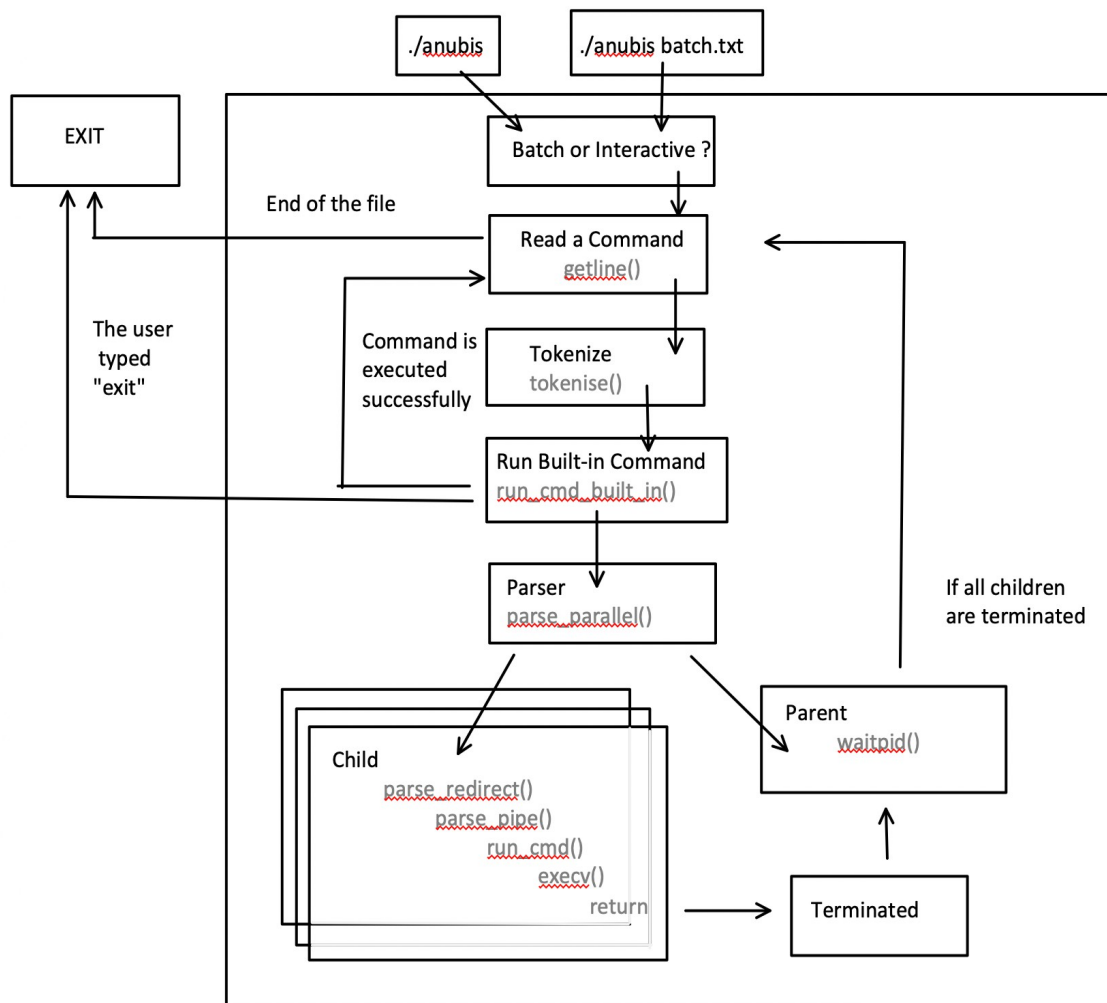 ./anubis
./anubis batch.txt
EXIT
Batch or Interactive ?
End of the file
Read a Command
getline()
The user
typed
"exit"
Command is
executed
successfully
Tokenize
tokenise()
Run Built-in Command
run_cmd_built_in()
Parser
parse_parallel()
If all children
are terminated
Parent
waitpid()
Child
parse_redirect()
parse_pipe()
run_cmd()
execv()
return
Terminated